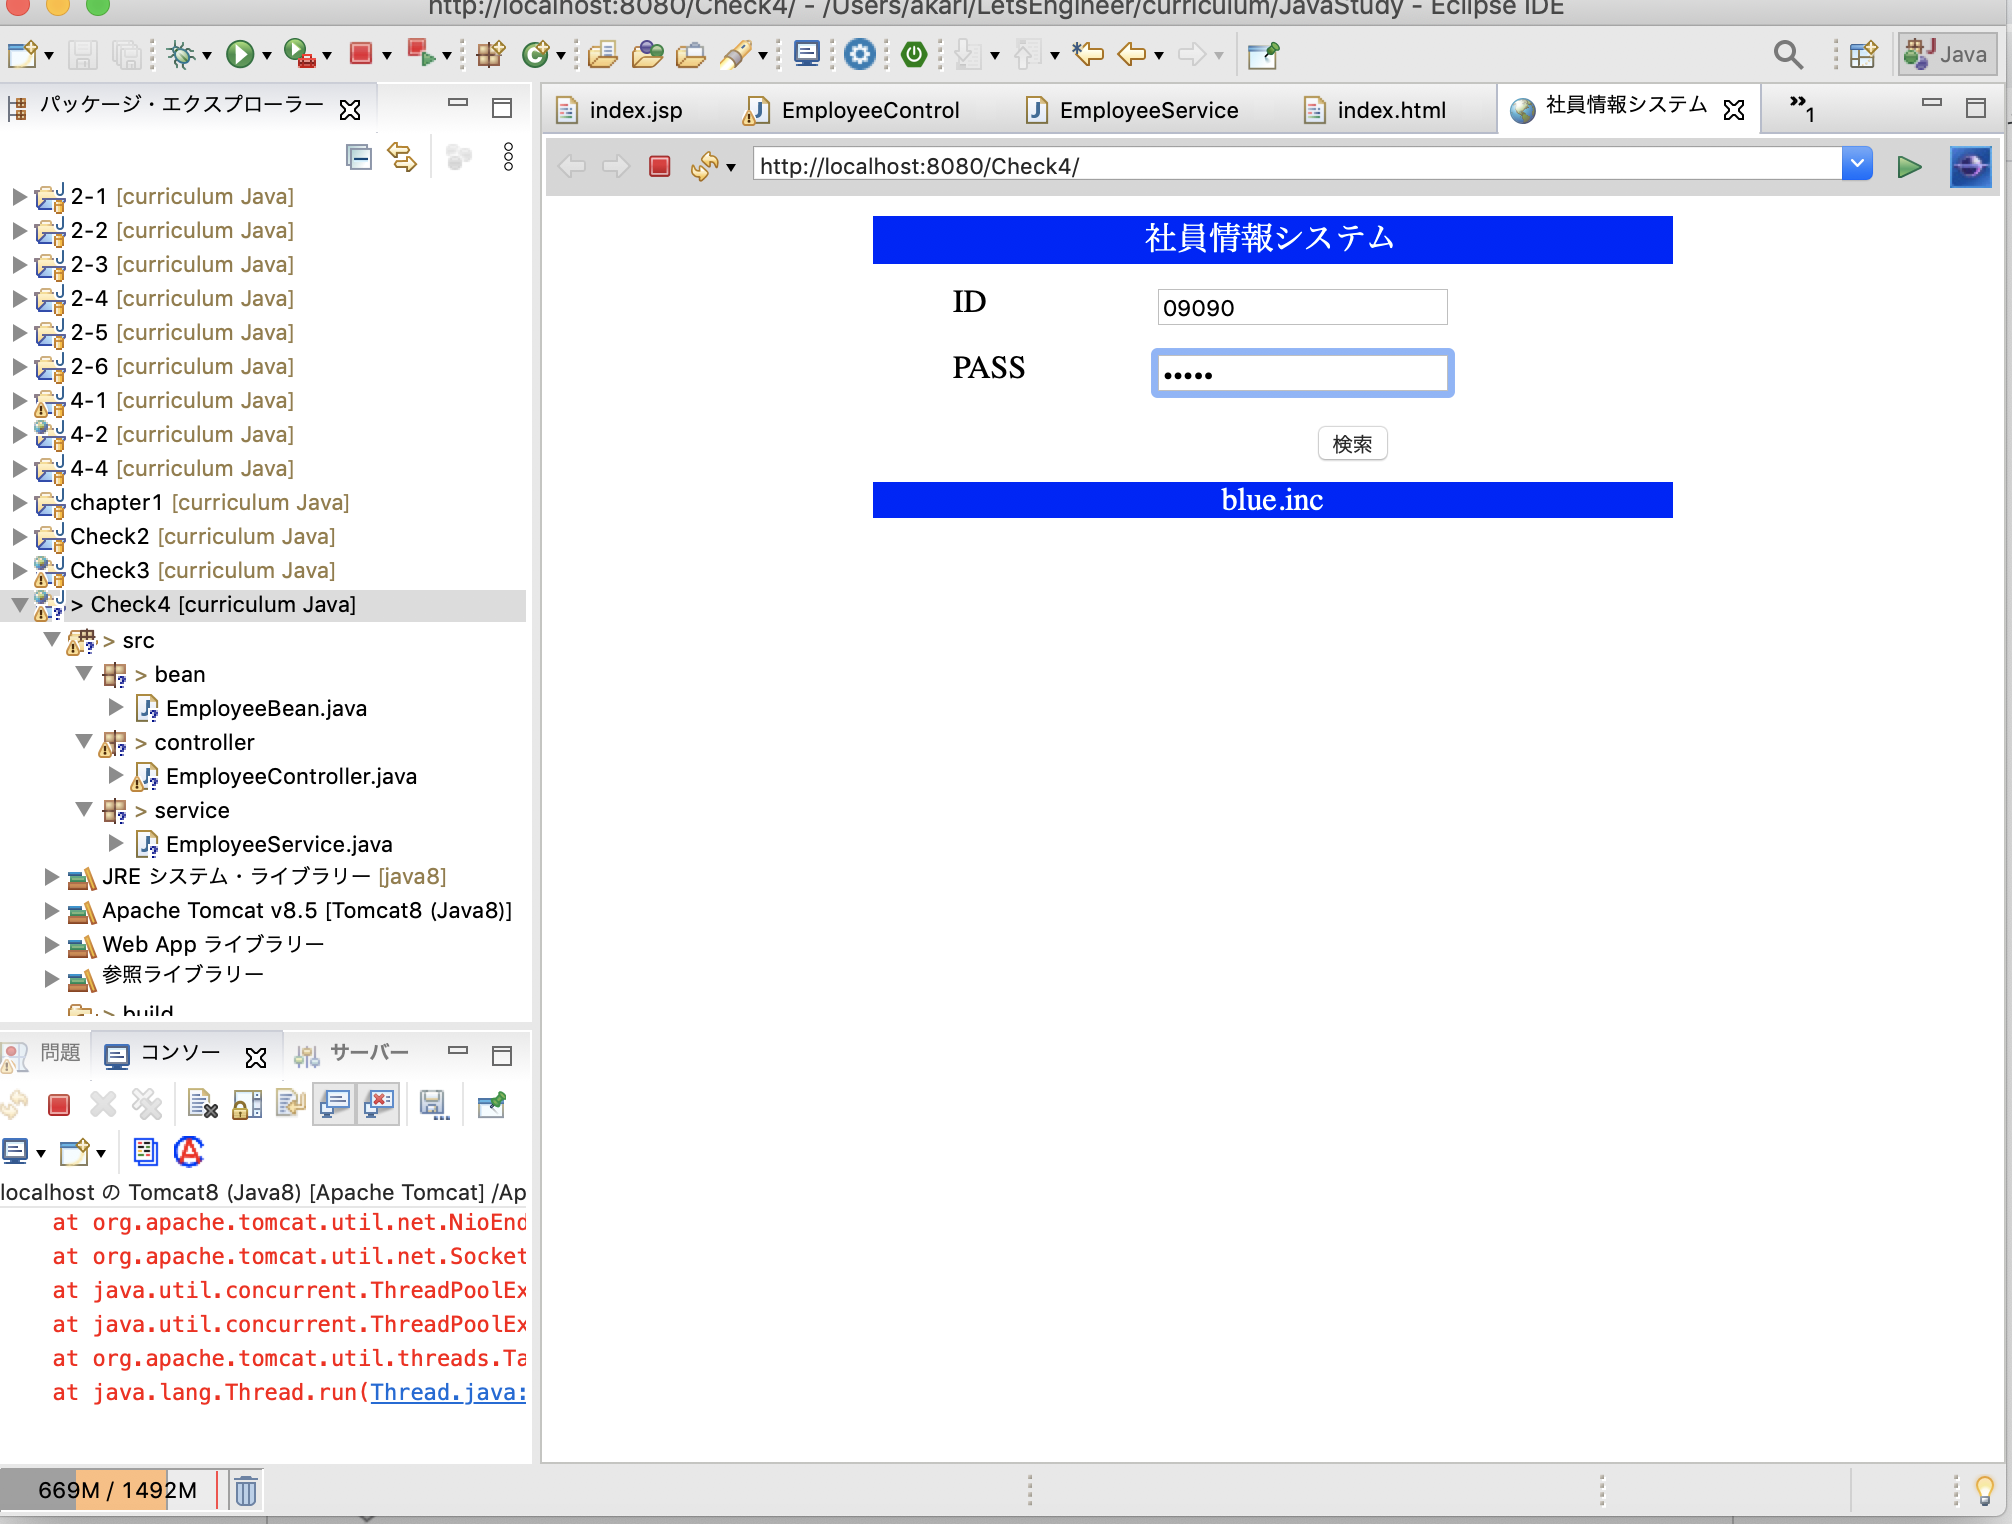 http://localhost:8080/Check4/ - /Users/akari/LetsEngineer/curriculum/JavaStudy - Eclipse IDE
Java
パッケージ・エクスプローラー
2-1 [curriculum Java]
2-2 [curriculum Java]
2-3 [curriculum Java]
2-4 [curriculum Java]
2-5 [curriculum Java]
2-6 [curriculum Java]
4-1 [curriculum Java]
4-2 [curriculum Java]
4-4 [curriculum Java]
chapter1 [curriculum Java]
Check2 [curriculum Java]
Check3 [curriculum Java]
> Check4 [curriculum Java]
> src
> bean
EmployeeBean.java
> controller
EmployeeController.java
> service
EmployeeService.java
JRE システム・ライブラリー [java8]
Apache Tomcat v8.5 [Tomcat8 (Java8)]
Web App ライブラリー
参照ライブラリー
> build
index.jsp
EmployeeControl
EmployeeService
index.html
社員情報システム
»1
http://localhost:8080/Check4/
社員情報システム
ID 09090
PASS •••••
検索
blue.inc
問題
コンソー
サーバー
localhost の Tomcat8 (Java8) [Apache Tomcat] /Ap
at org.apache.tomcat.util.net.NioEnd
at org.apache.tomcat.util.net.Socket
at java.util.concurrent.ThreadPoolEx
at java.util.concurrent.ThreadPoolEx
at org.apache.tomcat.util.threads.Ta
at java.lang.Thread.run(Thread.java:
669M / 1492M